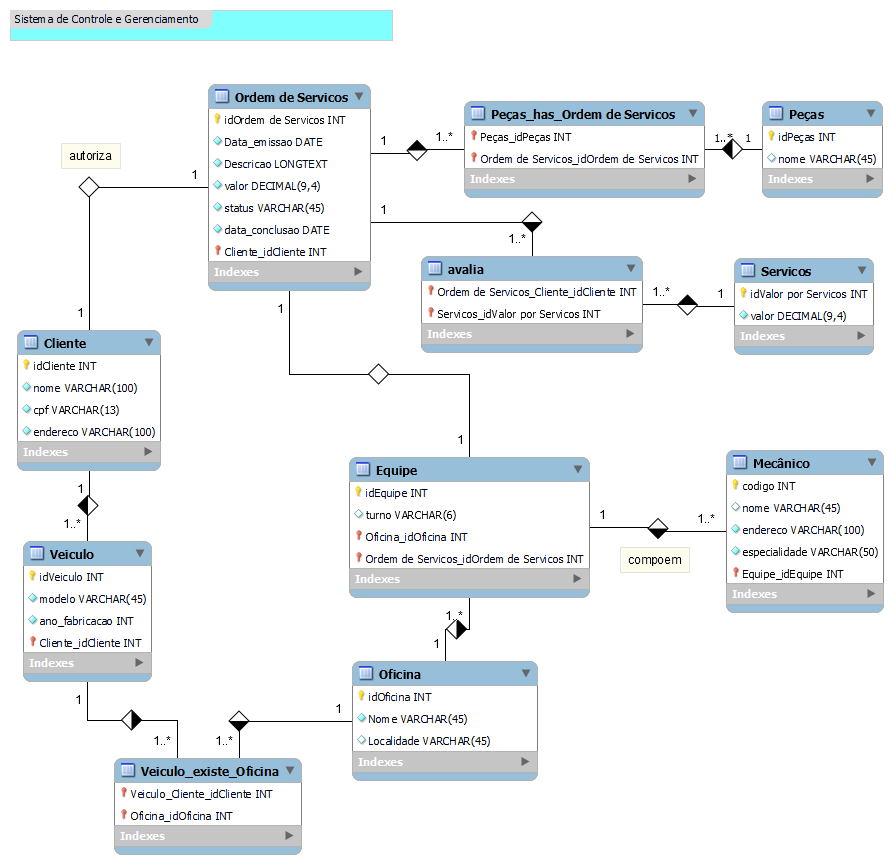 Sistema de Controle e Gerenciamento
Ordem de Servicos
idOrdem de Servicos INT
Data_emissao DATE
Descricao LONGTEXT
valor DECIMAL(9,4)
status VARCHAR(45)
data_conclusao DATE
Cliente_idCliente INT
Indexes
1
1..*
Peças_has_Ordem de Servicos
Peças_idPeças INT
Ordem de Servicos_idOrdem de Servicos INT
Indexes
1..*
1
Peças
idPeças INT
nome VARCHAR(45)
Indexes
autoriza
1
1
1
1..*
avalia
Ordem de Servicos_Cliente_idCliente INT
Servicos_idValor por Servicos INT
Indexes
1..*
1
Servicos
idValor por Servicos INT
valor DECIMAL(9,4)
Indexes
1
1
Cliente
idCliente INT
nome VARCHAR(100)
cpf VARCHAR(13)
endereco VARCHAR(100)
Indexes
1
1..*
Equipe
idEquipe INT
turno VARCHAR(6)
Oficina_idOficina INT
Ordem de Servicos_idOrdem de Servicos INT
Indexes
1
1..*
compoem
Mecânico
codigo INT
nome VARCHAR(45)
endereco VARCHAR(100)
especialidade VARCHAR(50)
Equipe_idEquipe INT
Indexes
Veiculo
idVeiculo INT
modelo VARCHAR(45)
ano_fabricacao INT
Cliente_idCliente INT
Indexes
1..*
1
Oficina
idOficina INT
Nome VARCHAR(45)
Localidade VARCHAR(45)
Indexes
1
1..*
1
1..*
Veiculo_existe_Oficina
Veiculo_Cliente_idCliente INT
Oficina_idOficina INT
Indexes